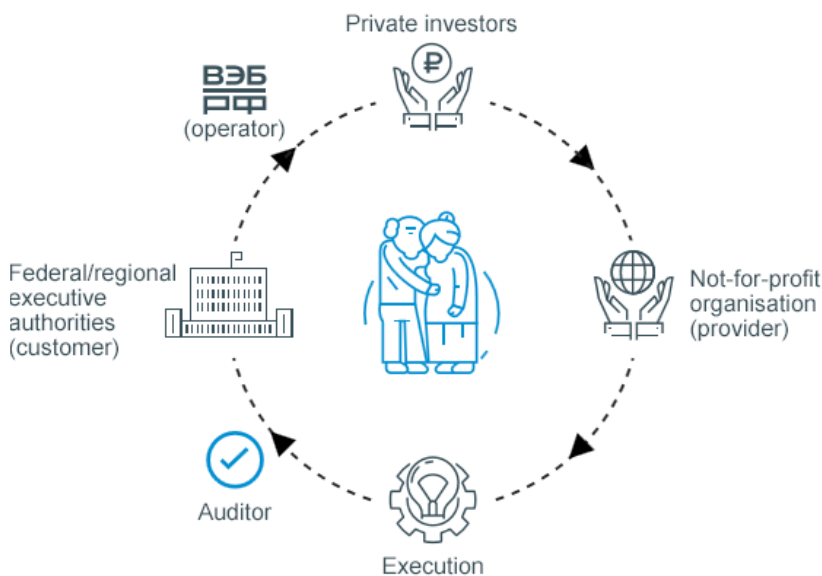 Private investors
₽
ВЭБ
РФ
(operator)
Federal/regional
executive
authorities
(customer)
Not-for-profit
organisation
(provider)
Auditor
Execution